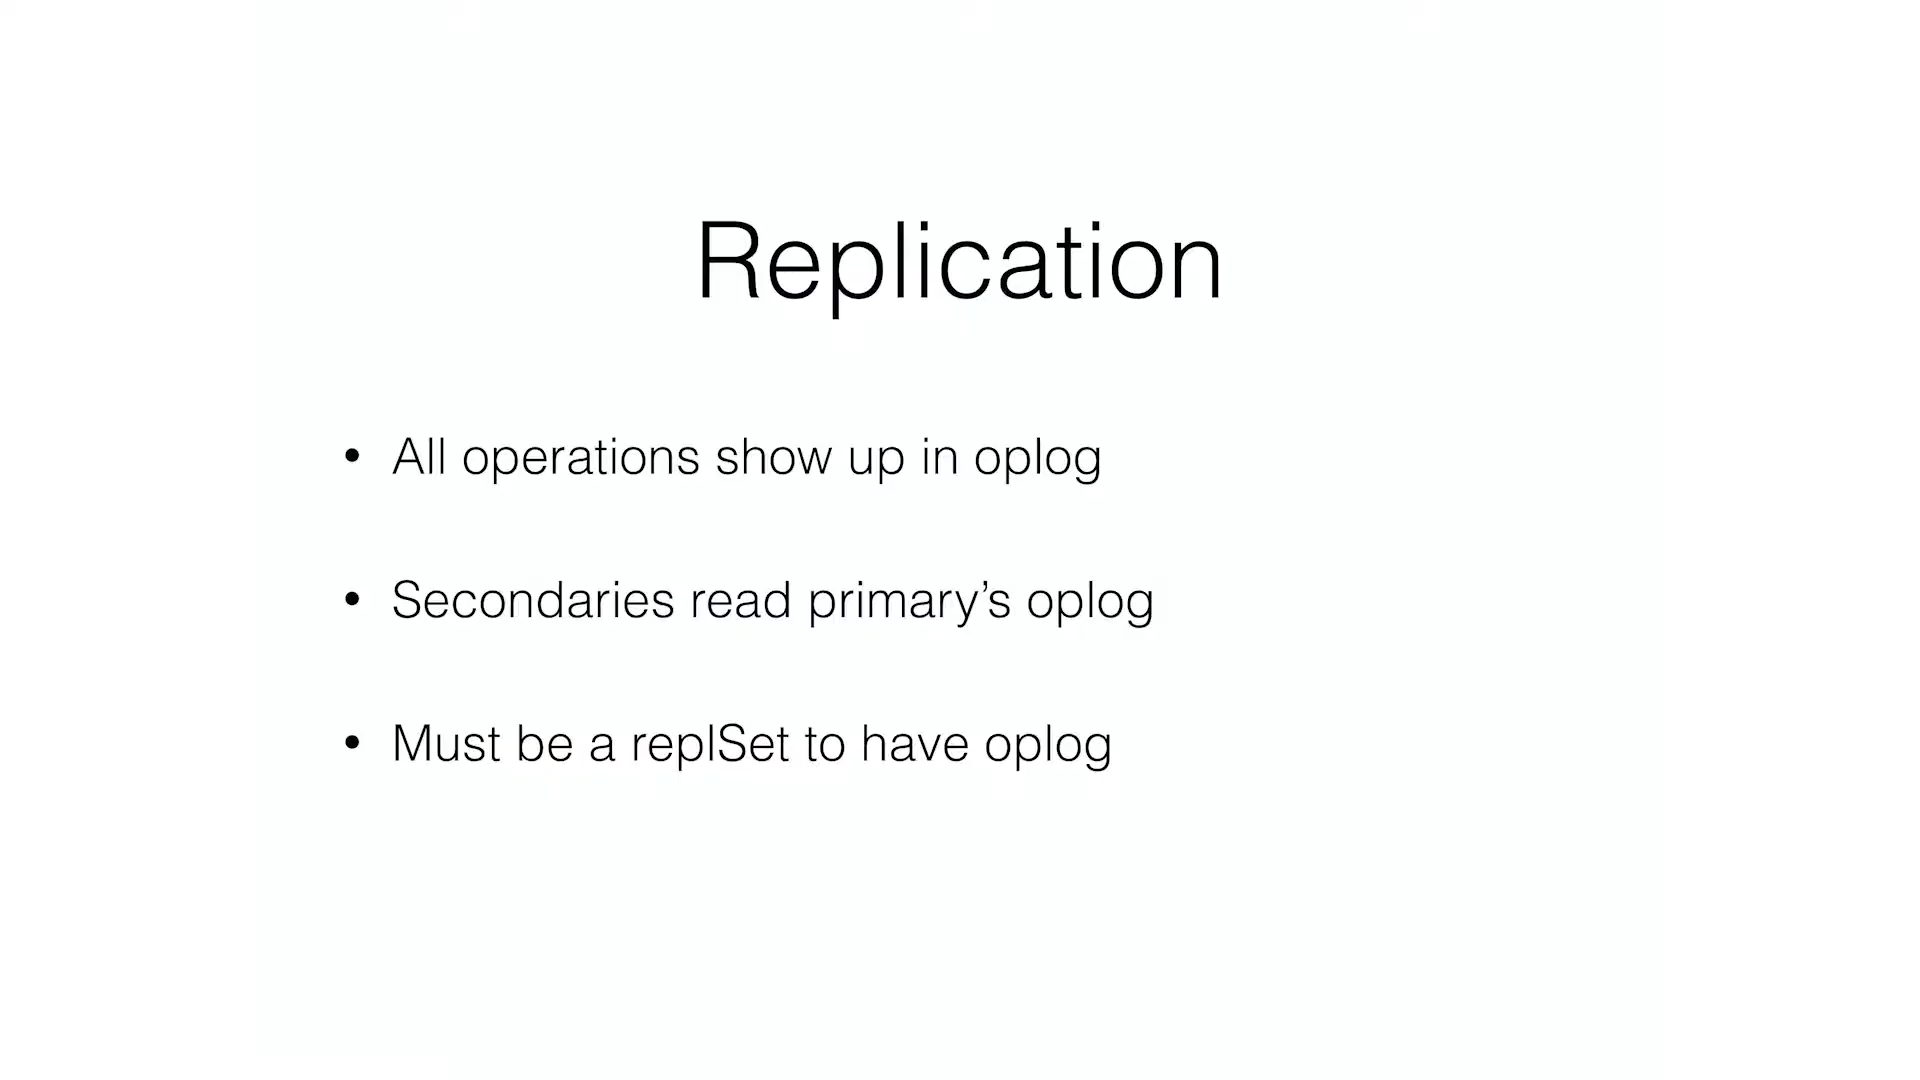 Replication
• All operations show up in oplog
• Secondaries read primary’s oplog
• Must be a replSet to have oplog